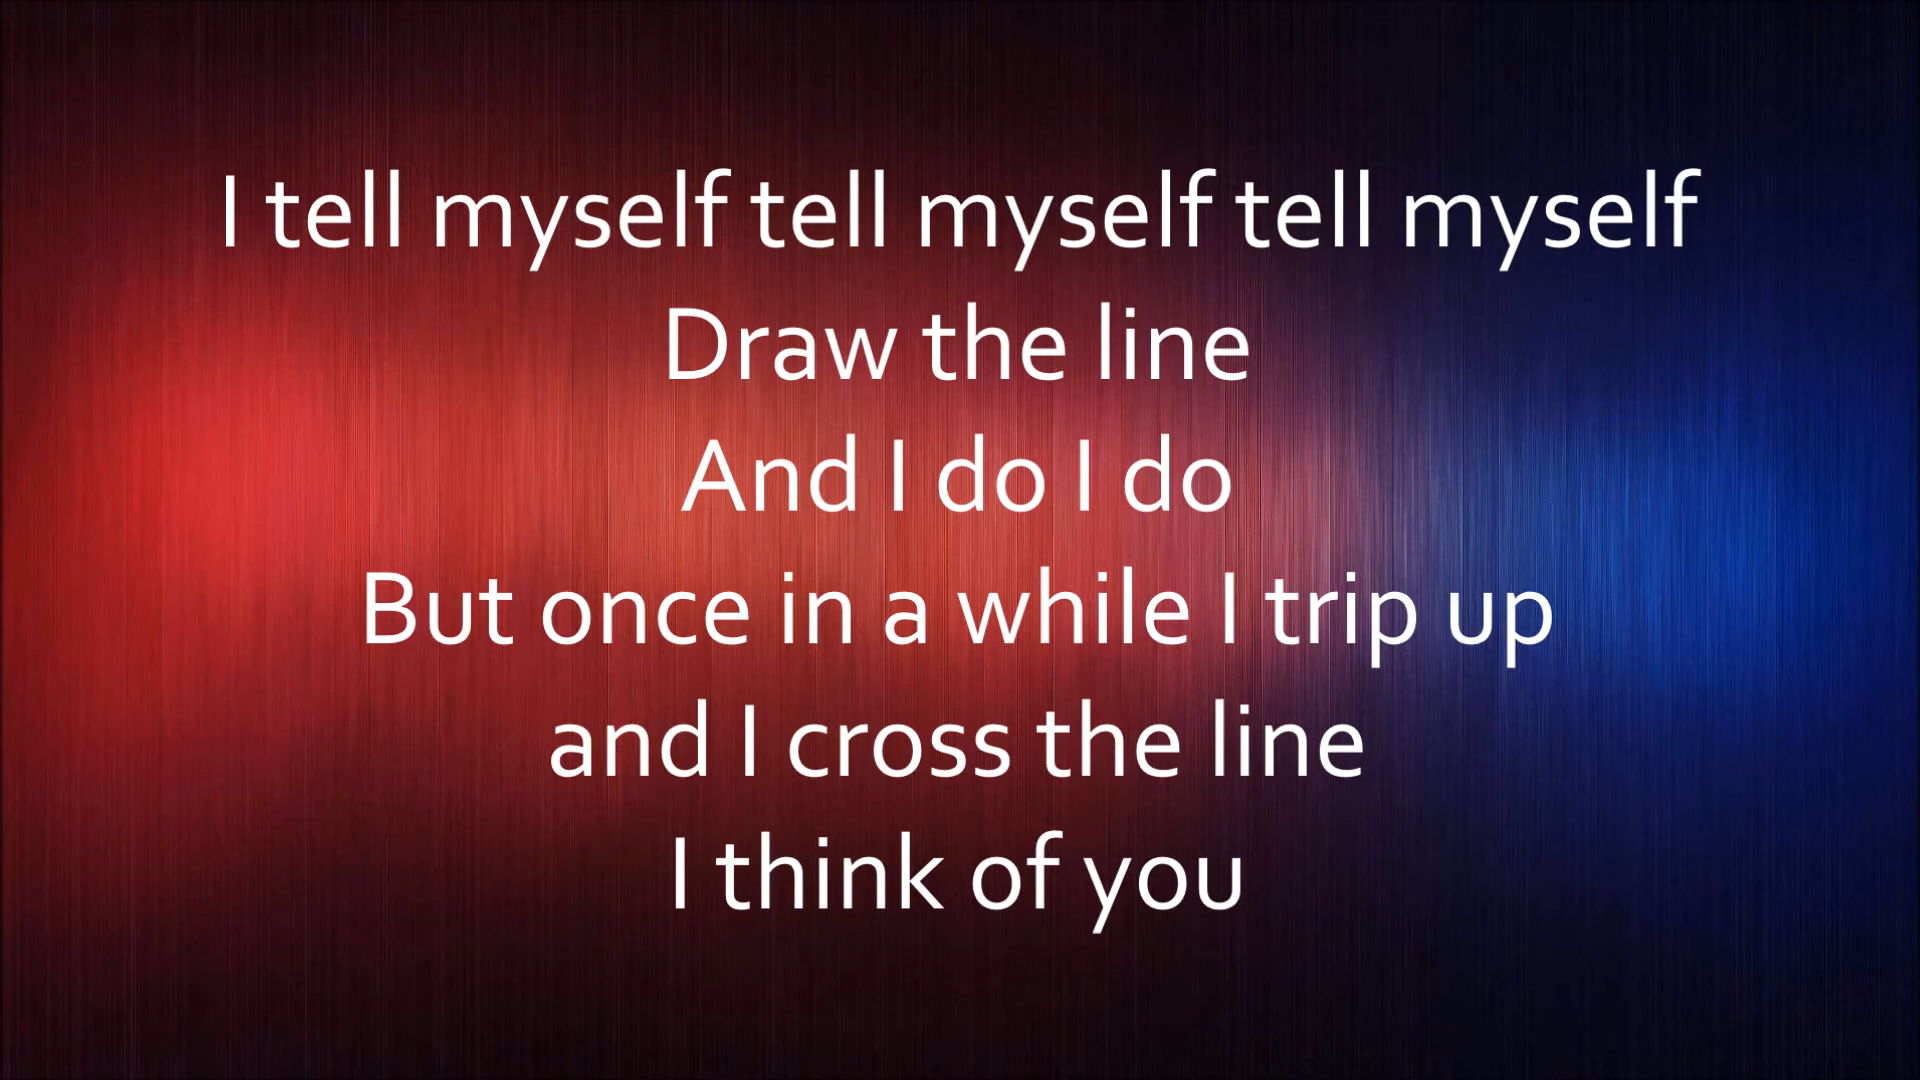 I tell myself tell myself tell myself
Draw the line
And I do I do
But once in a while I trip up
and I cross the line
I think of you